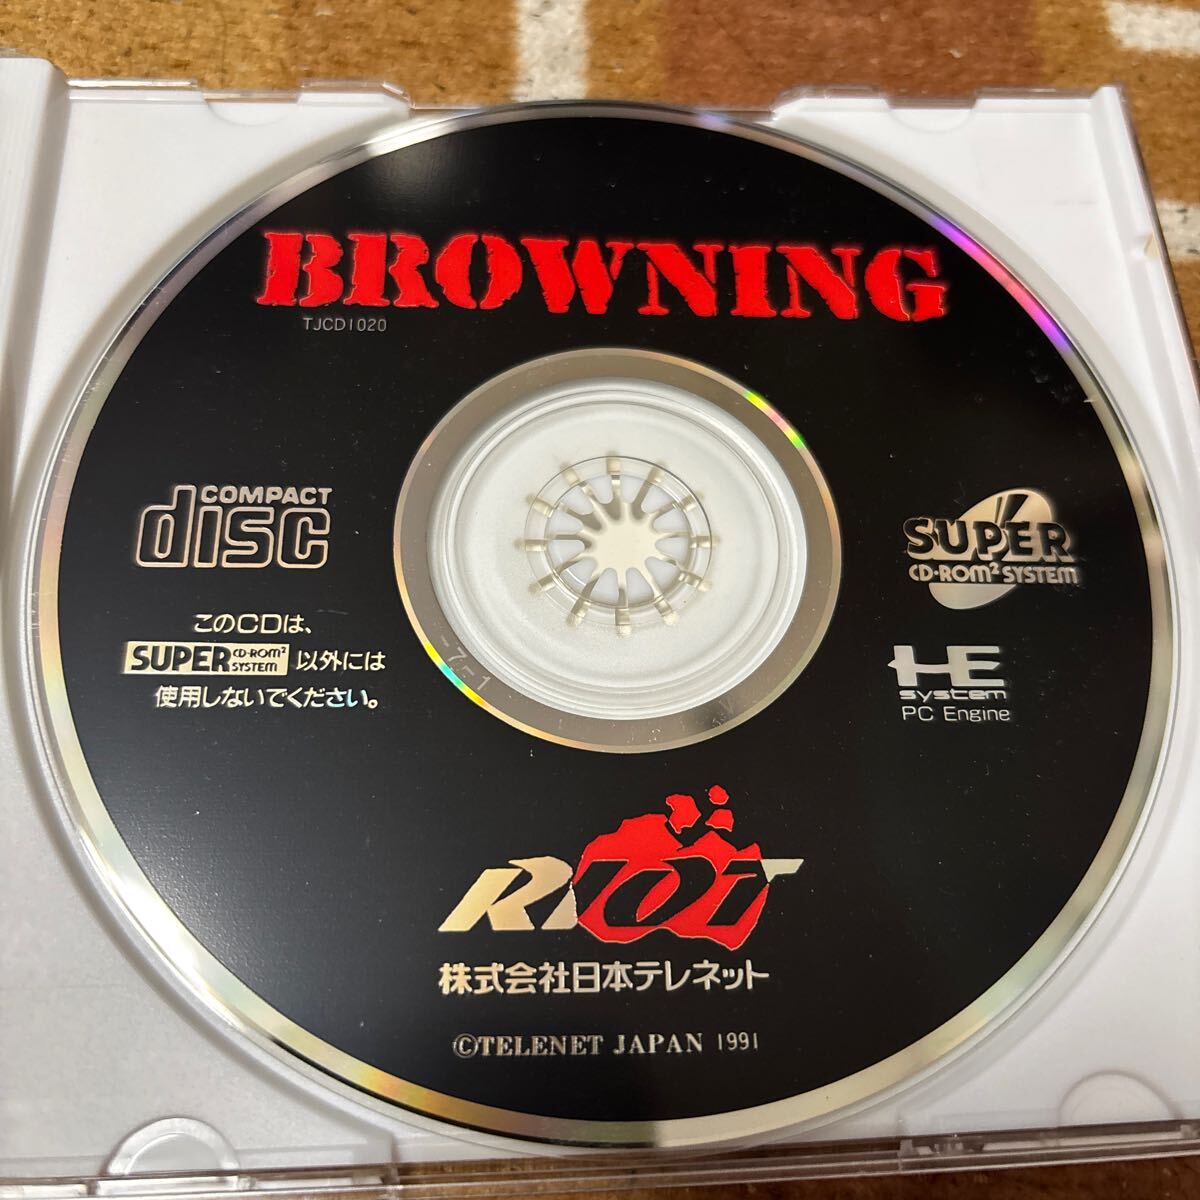 BROWNING
TJCD1020
COMPACT
disc
SUPER
CD-ROM² SYSTEM
このCDは、
SUPER CD-ROM² SYSTEM 以外には
使用しないでください。
HE
system
PC Engine
-7-1
RIOT
株式会社日本テレネット
©TELENET JAPAN 1991